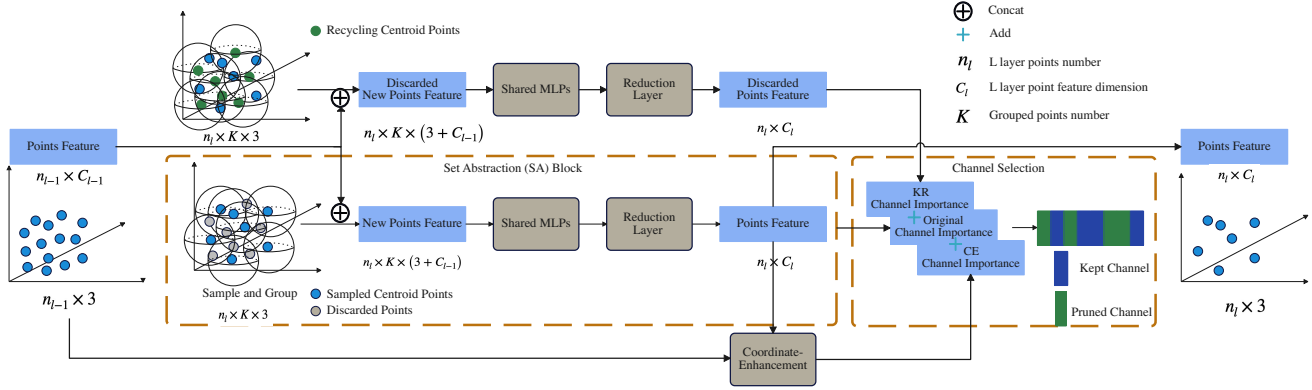 Recycling Centroid Points
Concat
Add
n_l L layer points number
C_l L layer point feature dimension
K Grouped points number
Discarded
New Points Feature
Shared MLPs
Reduction
Layer
Discarded
Points Feature
n_l × K × 3
n_l × K × (3 + C_{l-1})
n_l × C_l
Points Feature
n_{l-1} × C_{l-1}
n_{l-1} × 3
Set Abstraction (SA) Block
New Points Feature
Shared MLPs
Reduction
Layer
Points Feature
n_l × K × (3 + C_{l-1})
n_l × C_l
Sample and Group
n_l × K × 3
Sampled Centroid Points
Discarded Points
Channel Selection
KR
Channel Importance
Original
Channel Importance
CE
Channel Importance
Kept Channel
Pruned Channel
Coordinate-
Enhancement
Points Feature
n_l × C_l
n_l × 3